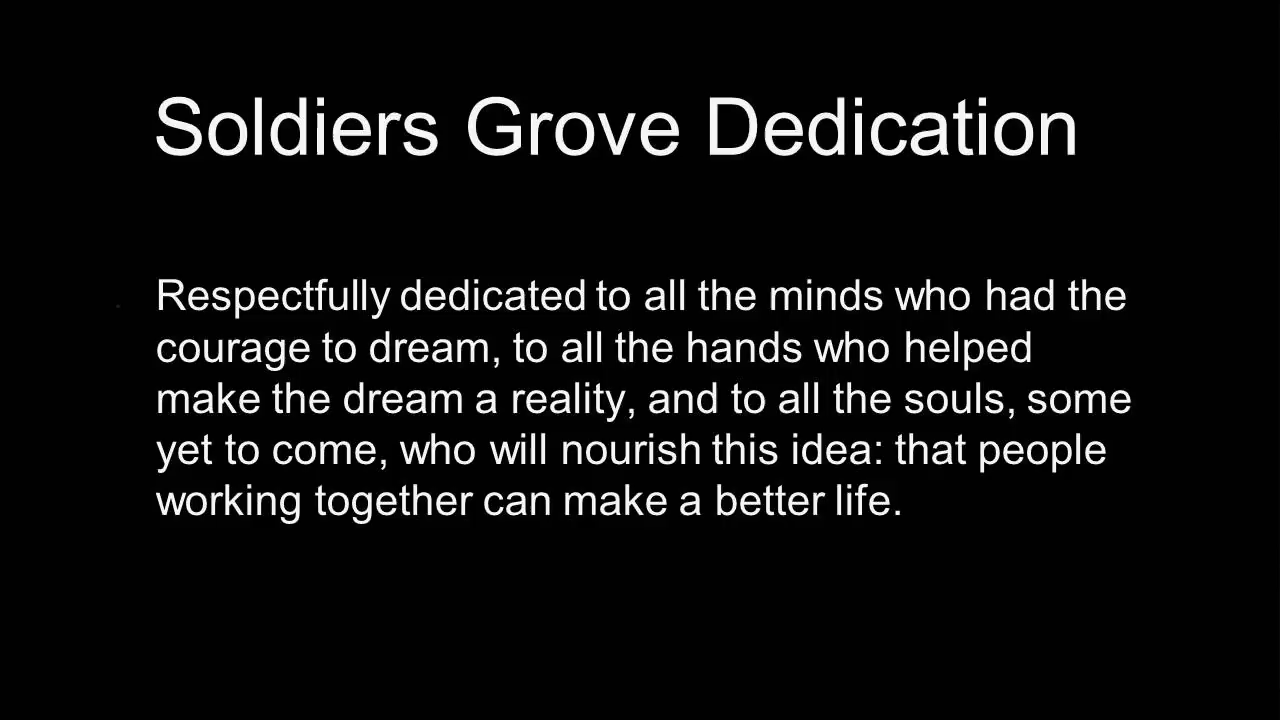 Soldiers Grove Dedication
Respectfully dedicated to all the minds who had the
courage to dream, to all the hands who helped
make the dream a reality, and to all the souls, some
yet to come, who will nourish this idea: that people
working together can make a better life.